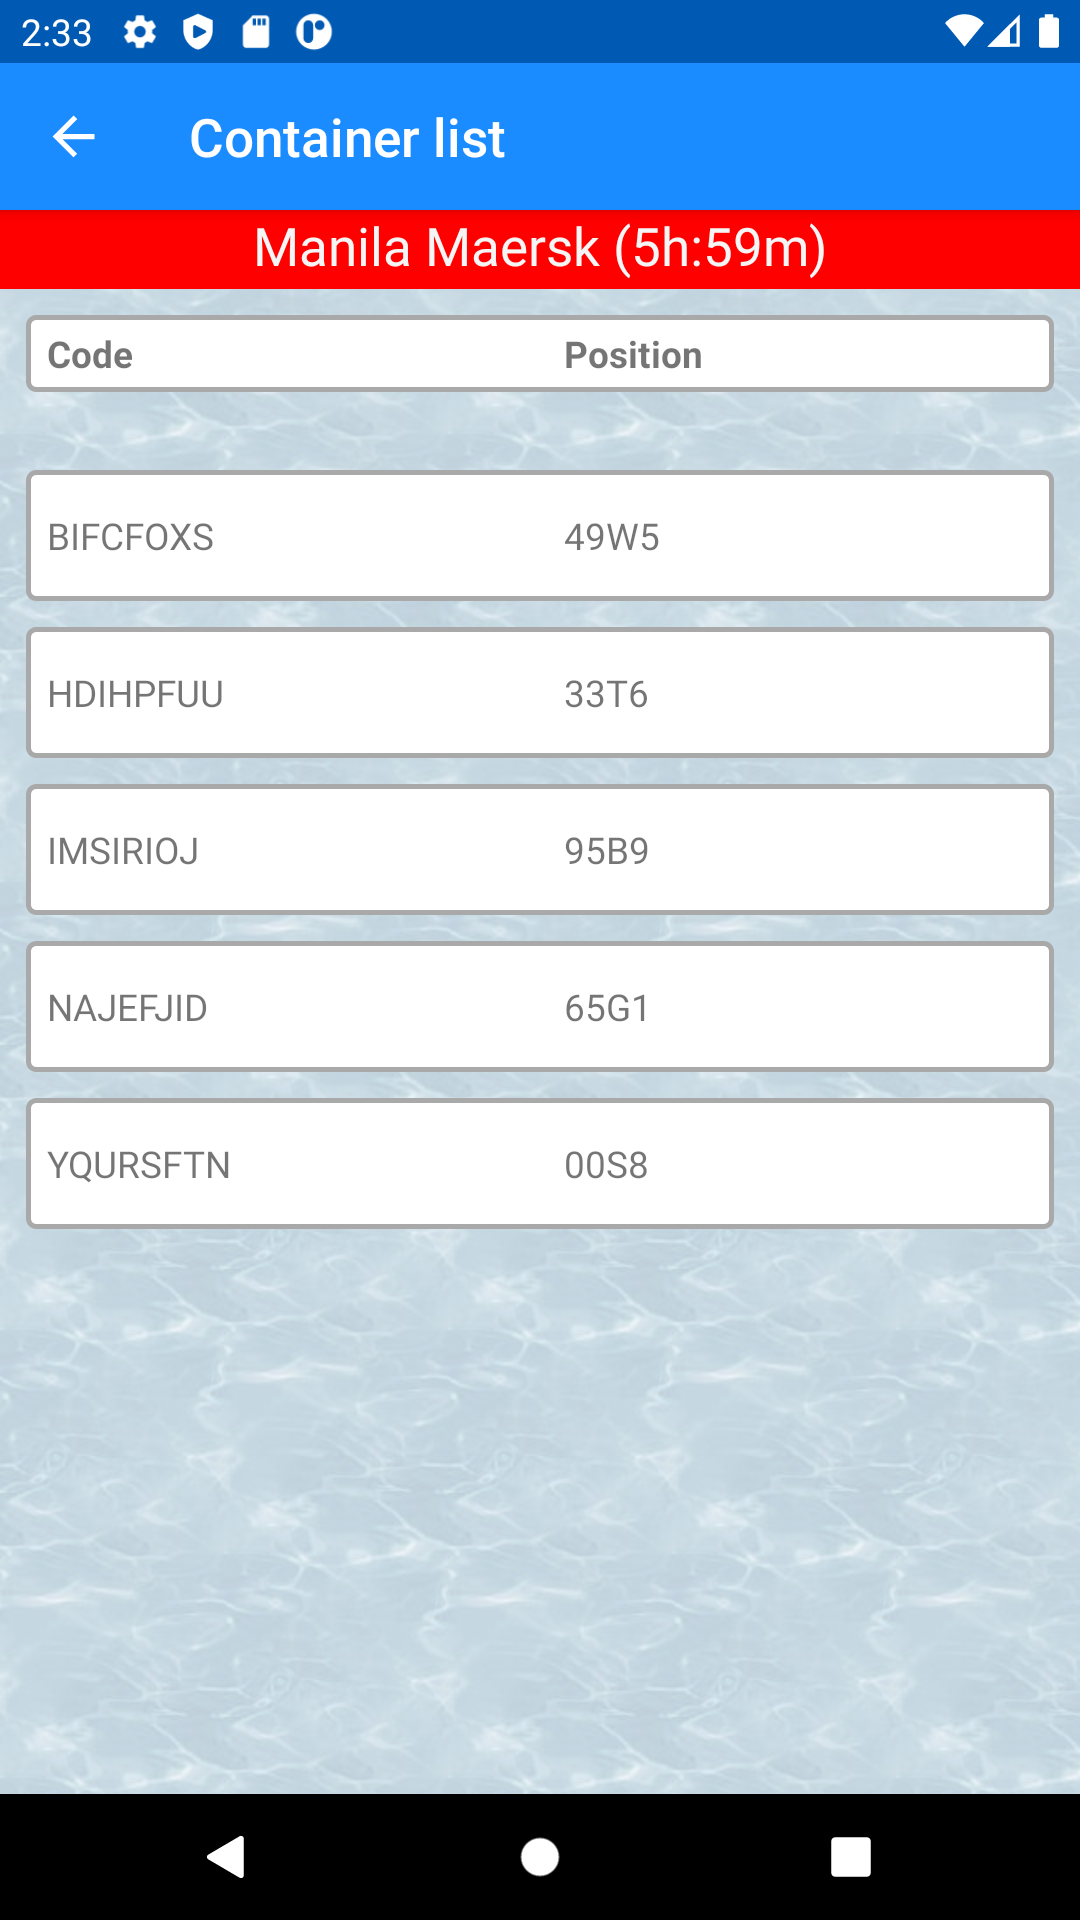 2:33
Container list
Manila Maersk (5h:59m)
Code Position
BIFCFOXS 49W5
HDIHPFUU 33T6
IMSIRIOJ 95B9
NAJEFJID 65G1
YQURSFTN 00S8